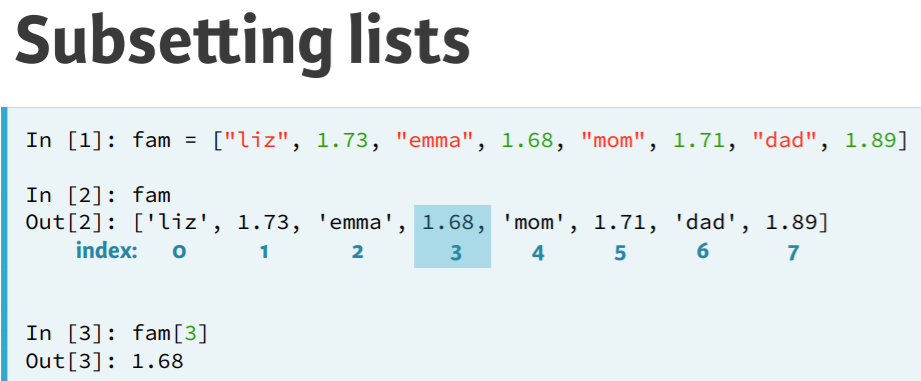 Subsetting lists
In [1]: fam = ["liz", 1.73, "emma", 1.68, "mom", 1.71, "dad", 1.89]
In [2]: fam
Out[2]: ['liz', 1.73, 'emma', 1.68, 'mom', 1.71, 'dad', 1.89]
index: 0 1 2 3 4 5 6 7
In [3]: fam[3]
Out[3]: 1.68